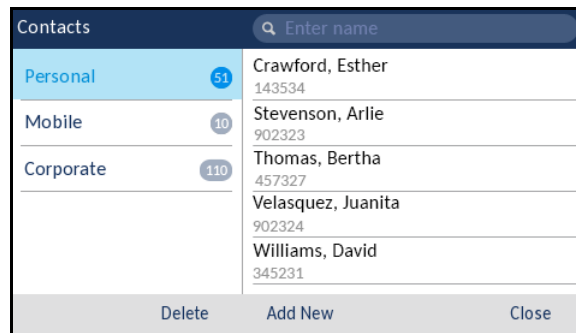 Contacts
Enter name
Personal 51
Mobile 10
Corporate 110
Crawford, Esther
143534
Stevenson, Arlie
902323
Thomas, Bertha
457327
Velasquez, Juanita
902324
Williams, David
345231
Delete Add New Close